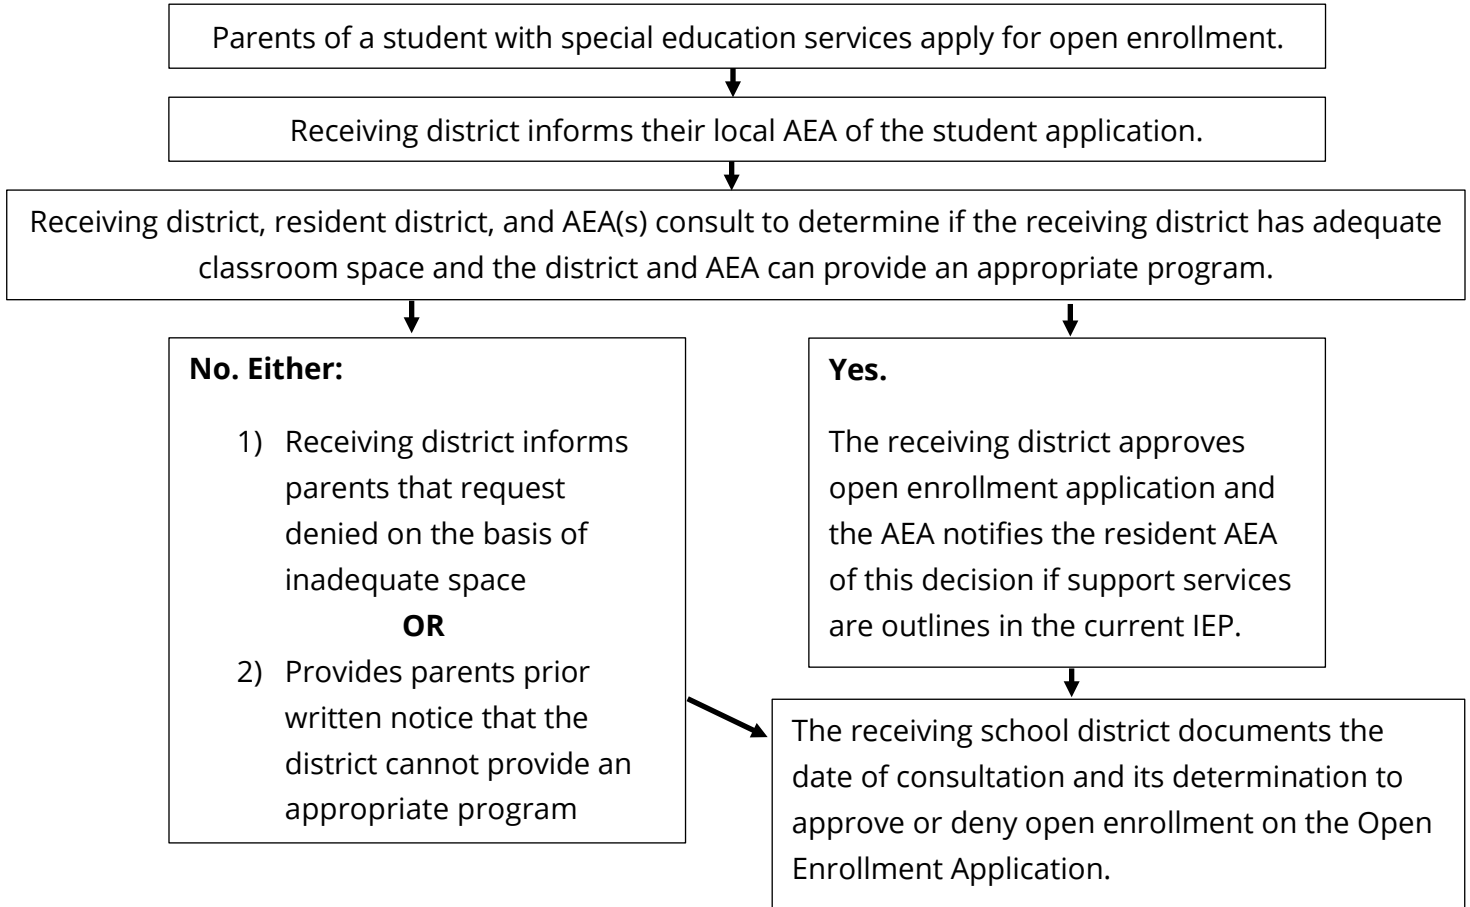 Parents of a student with special education services apply for open enrollment.
Receiving district informs their local AEA of the student application.
Receiving district, resident district, and AEA(s) consult to determine if the receiving district has adequate
classroom space and the district and AEA can provide an appropriate program.
No. Either:
1) Receiving district informs
parents that request
denied on the basis of
inadequate space
OR
2) Provides parents prior
written notice that the
district cannot provide an
appropriate program
Yes.
The receiving district approves
open enrollment application and
the AEA notifies the resident AEA
of this decision if support services
are outlines in the current IEP.
The receiving school district documents the
date of consultation and its determination to
approve or deny open enrollment on the Open
Enrollment Application.